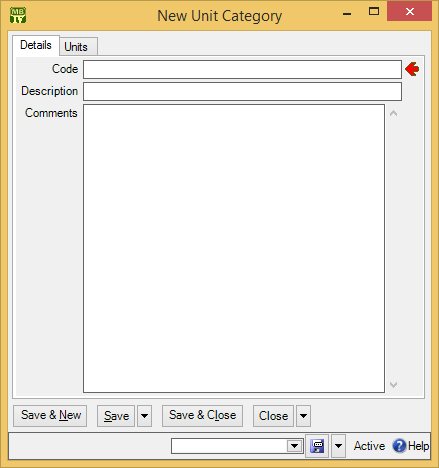 MB
New Unit Category
Details
Units
Code
Description
Comments
Save & New
Save
Save & Close
Close
Active
Help